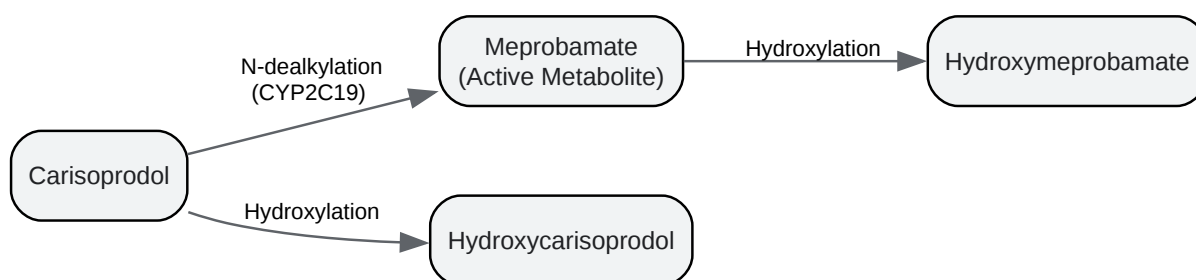 Carisoprodol
N-dealkylation
(CYP2C19)
Meprobamate
(Active Metabolite)
Hydroxylation
Hydroxymeprobamate
Hydroxylation
Hydroxycarisoprodol